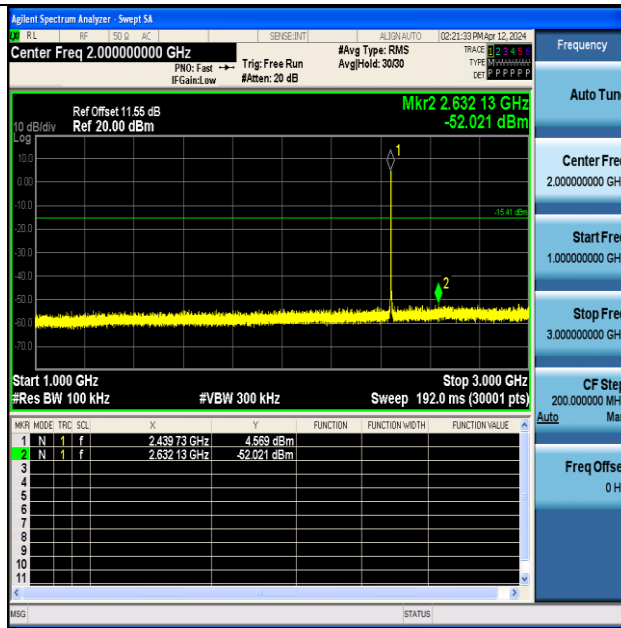 Agilent Spectrum Analyzer - Swept SA
RL RF 50 Ω AC SENSE:INT ALIGN AUTO 02:21:33 PM Apr 12, 2024
Center Freq 2.000000000 GHz
PNO: Fast
IFGain:Low
Trig: Free Run
#Atten: 20 dB
#Avg Type: RMS
Avg|Hold: 30/30
TRACE 1 2 3 4 5 6
TYPE M
DET P P P P P P
Frequency
Auto Tun
Center Fre
2.000000000 GH
Start Fre
1.000000000 GH
Stop Fre
3.000000000 GH
CF Step
200.000000 MH
Auto Ma
Freq Offse
0 H
Ref Offset 11.55 dB
10 dB/div Ref 20.00 dBm
Log
Mkr2 2.632 13 GHz
-52.021 dBm
10.0
0.00
-10.0
-20.0
-30.0
-40.0
-50.0
-60.0
-70.0
1
-15.41 dBm
2
Start 1.000 GHz Stop 3.000 GHz
#Res BW 100 kHz #VBW 300 kHz Sweep 192.0 ms (30001 pts)
MKR MODE TRC SCL X Y FUNCTION FUNCTION WIDTH FUNCTION VALUE
1 N 1 f 2.439 73 GHz 4.569 dBm
2 N 1 f 2.632 13 GHz -52.021 dBm
3
4
5
6
7
8
9
10
11
MSG STATUS